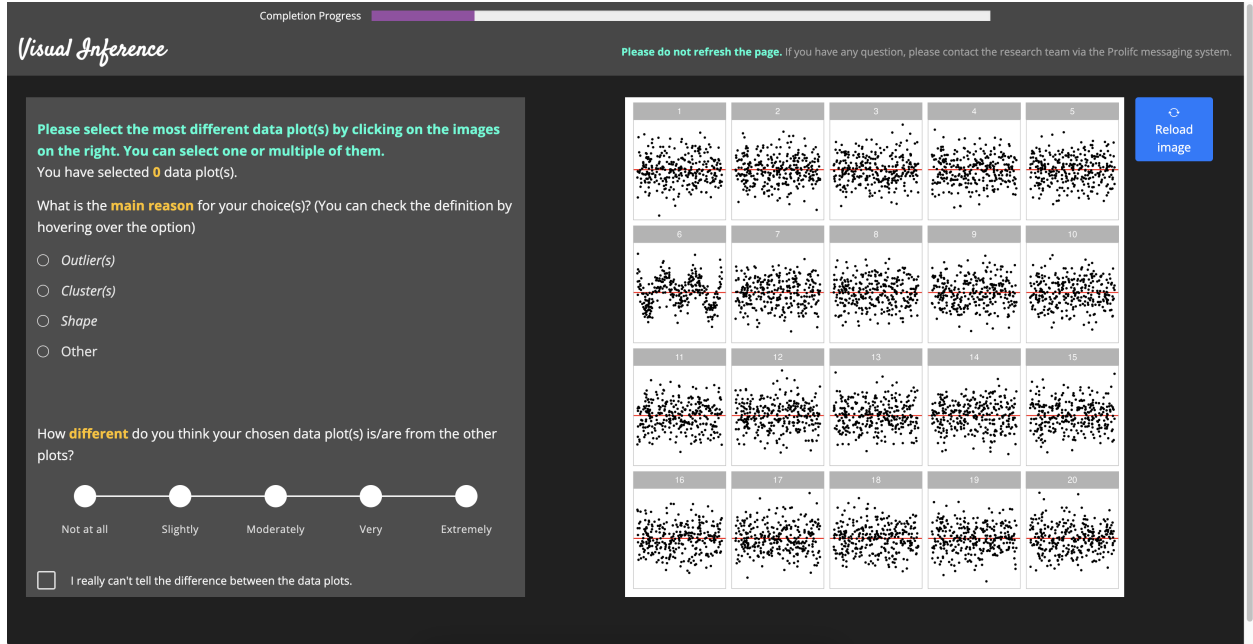 Completion Progress
Visual Inference
Please do not refresh the page. If you have any question, please contact the research team via the Prolifc messaging system.
Please select the most different data plot(s) by clicking on the images
on the right. You can select one or multiple of them.
You have selected 0 data plot(s).
What is the main reason for your choice(s)? (You can check the definition by
hovering over the option)
Outlier(s)
Cluster(s)
Shape
Other
How different do you think your chosen data plot(s) is/are from the other
plots?
Not at all Slightly Moderately Very Extremely
I really can't tell the difference between the data plots.
1 2 3 4 5
6 7 8 9 10
11 12 13 14 15
16 17 18 19 20
Reload
image